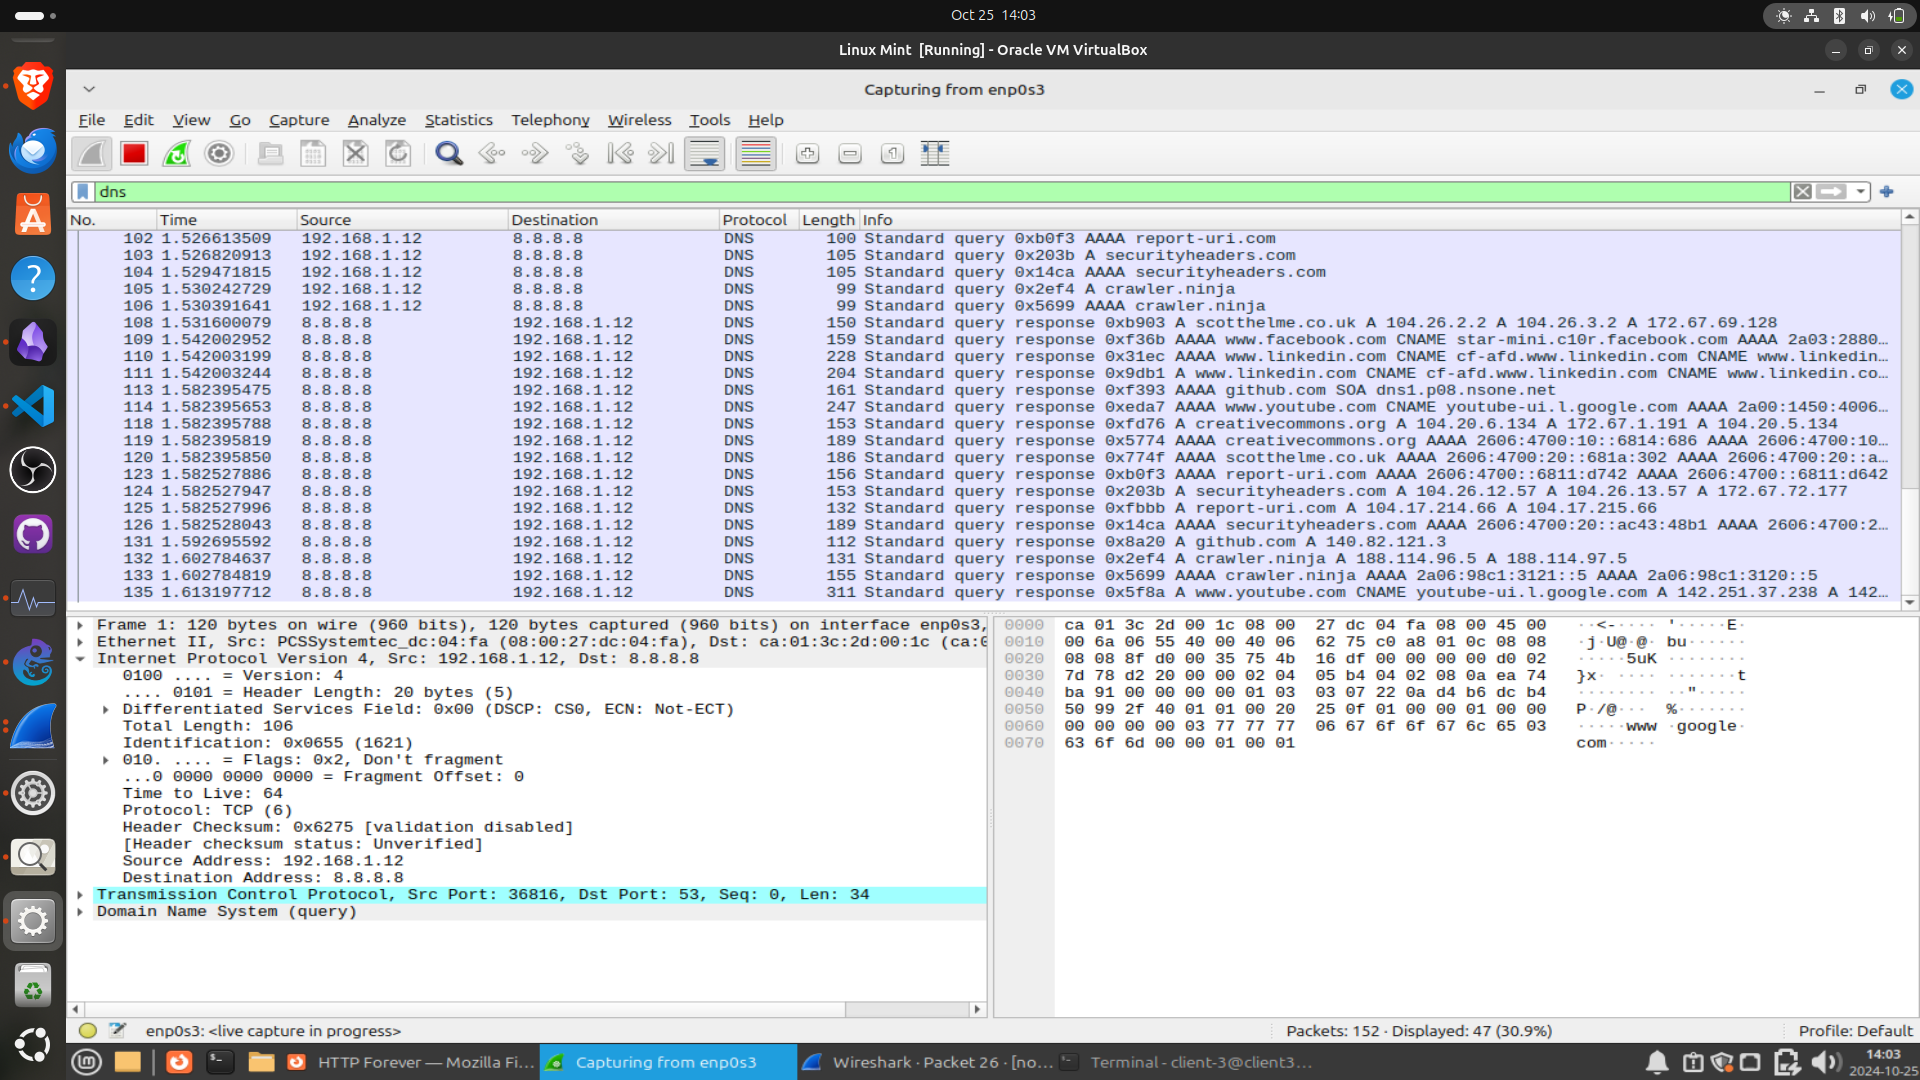 Oct 25 14:03
Linux Mint [Running] - Oracle VM VirtualBox
Capturing from enp0s3
File Edit View Go Capture Analyze Statistics Telephony Wireless Tools Help
dns
No. Time Source Destination Protocol Length Info
102 1.526613509 192.168.1.12 8.8.8.8 DNS 100 Standard query 0xb0f3 AAAA report-uri.com
103 1.526820913 192.168.1.12 8.8.8.8 DNS 105 Standard query 0x203b A securityheaders.com
104 1.529471815 192.168.1.12 8.8.8.8 DNS 105 Standard query 0x14ca AAAA securityheaders.com
105 1.530242729 192.168.1.12 8.8.8.8 DNS 99 Standard query 0x2ef4 A crawler.ninja
106 1.530391641 192.168.1.12 8.8.8.8 DNS 99 Standard query 0x5699 AAAA crawler.ninja
108 1.531600079 8.8.8.8 192.168.1.12 DNS 150 Standard query response 0xb903 A scotthelme.co.uk A 104.26.2.2 A 104.26.3.2 A 172.67.69.128
109 1.542002952 8.8.8.8 192.168.1.12 DNS 159 Standard query response 0xf36b AAAA www.facebook.com CNAME star-mini.c10r.facebook.com AAAA 2a03:2880...
110 1.542003199 8.8.8.8 192.168.1.12 DNS 228 Standard query response 0x31ec AAAA www.linkedin.com CNAME cf-afd.www.linkedin.com CNAME www.linkedin...
111 1.542003244 8.8.8.8 192.168.1.12 DNS 204 Standard query response 0x9db1 A www.linkedin.com CNAME cf-afd.www.linkedin.com CNAME www.linkedin.co...
113 1.582395475 8.8.8.8 192.168.1.12 DNS 161 Standard query response 0xf393 AAAA github.com SOA dns1.p08.nsone.net
114 1.582395653 8.8.8.8 192.168.1.12 DNS 247 Standard query response 0xeda7 AAAA www.youtube.com CNAME youtube-ui.l.google.com AAAA 2a00:1450:4006...
118 1.582395788 8.8.8.8 192.168.1.12 DNS 153 Standard query response 0xfd76 A creativecommons.org A 104.20.6.134 A 172.67.1.191 A 104.20.5.134
119 1.582395819 8.8.8.8 192.168.1.12 DNS 189 Standard query response 0x5774 AAAA creativecommons.org AAAA 2606:4700:10::6814:686 AAAA 2606:4700:10...
120 1.582395850 8.8.8.8 192.168.1.12 DNS 186 Standard query response 0x774f AAAA scotthelme.co.uk AAAA 2606:4700:20::681a:302 AAAA 2606:4700:20::a...
123 1.582527886 8.8.8.8 192.168.1.12 DNS 156 Standard query response 0xb0f3 AAAA report-uri.com AAAA 2606:4700::6811:d742 AAAA 2606:4700::6811:d642
124 1.582527947 8.8.8.8 192.168.1.12 DNS 153 Standard query response 0x203b A securityheaders.com A 104.26.12.57 A 104.26.13.57 A 172.67.72.177
125 1.582527996 8.8.8.8 192.168.1.12 DNS 132 Standard query response 0xfbbb A report-uri.com A 104.17.214.66 A 104.17.215.66
126 1.582528043 8.8.8.8 192.168.1.12 DNS 189 Standard query response 0x14ca AAAA securityheaders.com AAAA 2606:4700:20::ac43:48b1 AAAA 2606:4700:2...
131 1.592695592 8.8.8.8 192.168.1.12 DNS 112 Standard query response 0x8a20 A github.com A 140.82.121.3
132 1.602784637 8.8.8.8 192.168.1.12 DNS 131 Standard query response 0x2ef4 A crawler.ninja A 188.114.96.5 A 188.114.97.5
133 1.602784819 8.8.8.8 192.168.1.12 DNS 155 Standard query response 0x5699 AAAA crawler.ninja AAAA 2a06:98c1:3121::5 AAAA 2a06:98c1:3120::5
135 1.613197712 8.8.8.8 192.168.1.12 DNS 311 Standard query response 0x5f8a A www.youtube.com CNAME youtube-ui.l.google.com A 142.251.37.238 A 142...
Frame 1: 120 bytes on wire (960 bits), 120 bytes captured (960 bits) on interface enp0s3,
Ethernet II, Src: PCSSystemtec_dc:04:fa (08:00:27:dc:04:fa), Dst: ca:01:3c:2d:00:1c (ca:0
Internet Protocol Version 4, Src: 192.168.1.12, Dst: 8.8.8.8
0100 .... = Version: 4
.... 0101 = Header Length: 20 bytes (5)
Differentiated Services Field: 0x00 (DSCP: CS0, ECN: Not-ECT)
Total Length: 106
Identification: 0x0655 (1621)
010. .... = Flags: 0x2, Don't fragment
...0 0000 0000 0000 = Fragment Offset: 0
Time to Live: 64
Protocol: TCP (6)
Header Checksum: 0x6275 [validation disabled]
[Header checksum status: Unverified]
Source Address: 192.168.1.12
Destination Address: 8.8.8.8
Transmission Control Protocol, Src Port: 36816, Dst Port: 53, Seq: 0, Len: 34
Domain Name System (query)
0000 ca 01 3c 2d 00 1c 08 00 27 dc 04 fa 08 00 45 00 ··<-···· '·····E·
0010 00 6a 06 55 40 00 40 06 62 75 c0 a8 01 0c 08 08 ·j·U@·@· bu······
0020 08 08 8f d0 00 35 75 4b 16 df 00 00 00 00 d0 02 ·····5uK ········
0030 7d 78 d2 20 00 00 02 04 05 b4 04 02 08 0a ea 74 }x· ···· ·······t
0040 ba 91 00 00 00 00 01 03 03 07 22 0a d4 b6 dc b4 ········ ··"·····
0050 50 99 2f 40 01 01 00 20 25 0f 01 00 00 01 00 00 P·/@···  %·······
0060 00 00 00 00 03 77 77 77 06 67 6f 6f 67 6c 65 03 ·····www ·google·
0070 63 6f 6d 00 00 01 00 01 com·····
enp0s3: <live capture in progress>
Packets: 152 · Displayed: 47 (30.9%)
Profile: Default
HTTP Forever — Mozilla Fi...
Capturing from enp0s3
Wireshark · Packet 26 · [no...
Terminal - client-3@client3...
14:03
2024-10-25